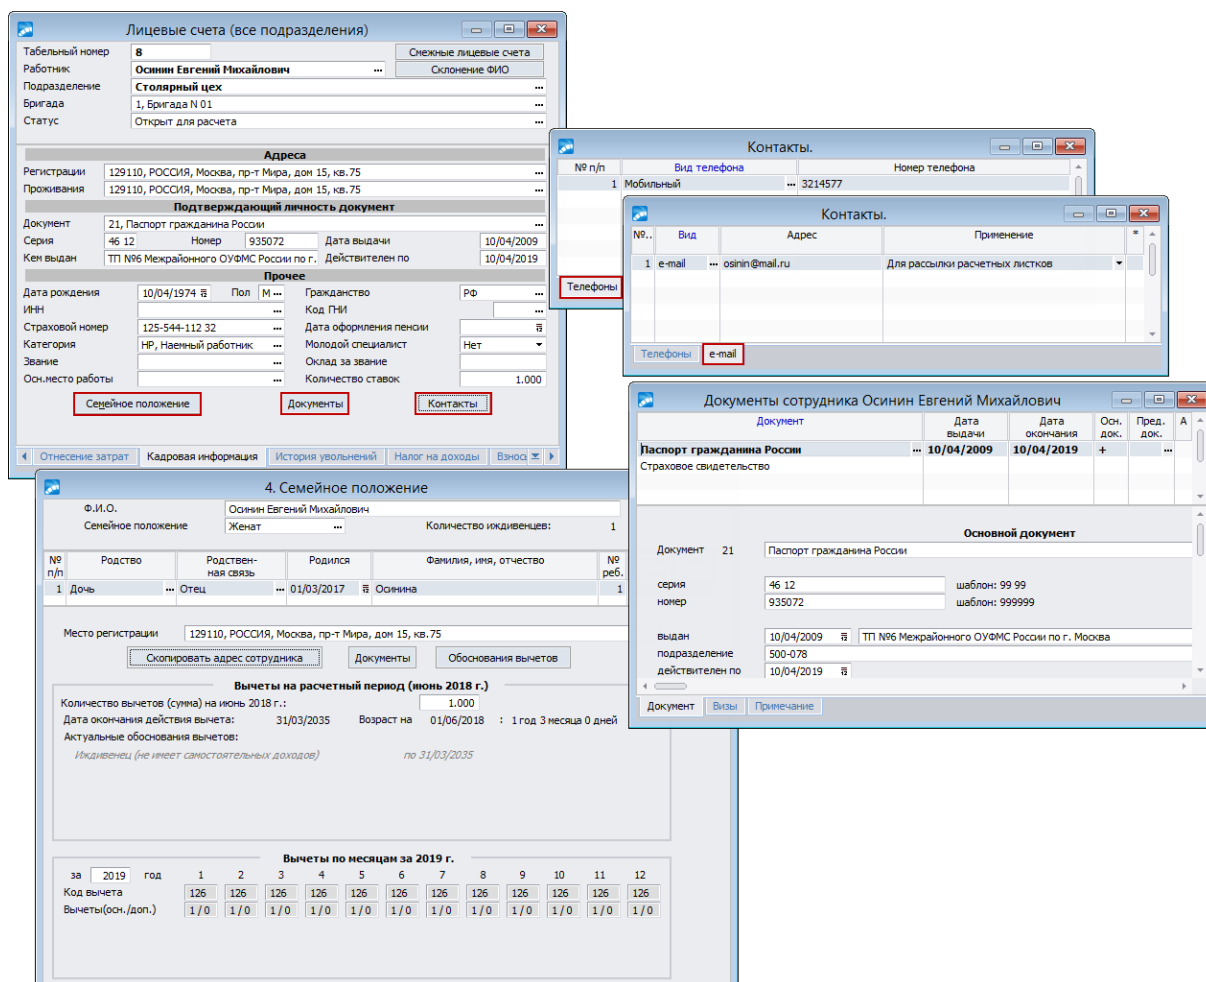 Лицевые счета (все подразделения)
Табельный номер 8 Смежные лицевые счета
Работник Осинин Евгений Михайлович ... Склонение ФИО
Подразделение Столярный цех ...
Бригада 1, Бригада N 01 ...
Статус Открыт для расчета ...
Адреса
Регистрации 129110, РОССИЯ, Москва, пр-т Мира, дом 15, кв.75 ...
Проживания 129110, РОССИЯ, Москва, пр-т Мира, дом 15, кв.75 ...
Подтверждающий личность документ
Документ 21, Паспорт гражданина России ...
Серия 46 12 Номер 935072 Дата выдачи 10/04/2009
Кем выдан ТП №6 Межрайонного ОУФМС России по г. Действителен по 10/04/2019
Прочее
Дата рождения 10/04/1974 Пол М ... Гражданство РФ ...
ИНН ... Код ГНИ ...
Страховой номер 125-544-112 32 ... Дата оформления пенсии
Категория НР, Наемный работник ... Молодой специалист Нет
Звание ... Оклад за звание
Осн.место работы ... Количество ставок 1.000
Семейное положение Документы Контакты
Отнесение затрат Кадровая информация История увольнений Налог на доходы Взнось
Контакты.
№ п/п Вид телефона Номер телефона
1 Мобильный ... 3214577
Телефоны
Контакты.
№.. Вид Адрес Применение *
1 e-mail ... osinin@mail.ru Для рассылки расчетных листков
Телефоны e-mail
Документы сотрудника Осинин Евгений Михайлович
Документ Дата выдачи Дата окончания Осн. док. Пред. док. А
Паспорт гражданина России ... 10/04/2009 10/04/2019 + ...
Страховое свидетельство
Основной документ
Документ 21 Паспорт гражданина России
серия 46 12 шаблон: 99 99
номер 935072 шаблон: 999999
выдан 10/04/2009 ТП №6 Межрайонного ОУФМС России по г. Москва
подразделение 500-078
действителен по 10/04/2019
Документ Визы Примечание
4. Семейное положение
Ф.И.О. Осинин Евгений Михайлович
Семейное положение Женат ... Количество иждивенцев: 1
№ п/п Родство Родствен- ная связь Родился Фамилия, имя, отчество № реб.
1 Дочь ... Отец ... 01/03/2017 Осинина 1
Место регистрации 129110, РОССИЯ, Москва, пр-т Мира, дом 15, кв.75
Скопировать адрес сотрудника Документы Обоснования вычетов
Вычеты на расчетный период (июнь 2018 г.)
Количество вычетов (сумма) на июнь 2018 г.: 1.000
Дата окончания действия вычета: 31/03/2035 Возраст на 01/06/2018 : 1 год 3 месяца 0 дней
Актуальные обоснования вычетов:
Иждивенец (не имеет самостоятельных доходов) по 31/03/2035
Вычеты по месяцам за 2019 г.
за 2019 год 1 2 3 4 5 6 7 8 9 10 11 12
Код вычета 126 126 126 126 126 126 126 126 126 126 126 126
Вычеты(осн./доп.) 1 / 0 1 / 0 1 / 0 1 / 0 1 / 0 1 / 0 1 / 0 1 / 0 1 / 0 1 / 0 1 / 0 1 / 0